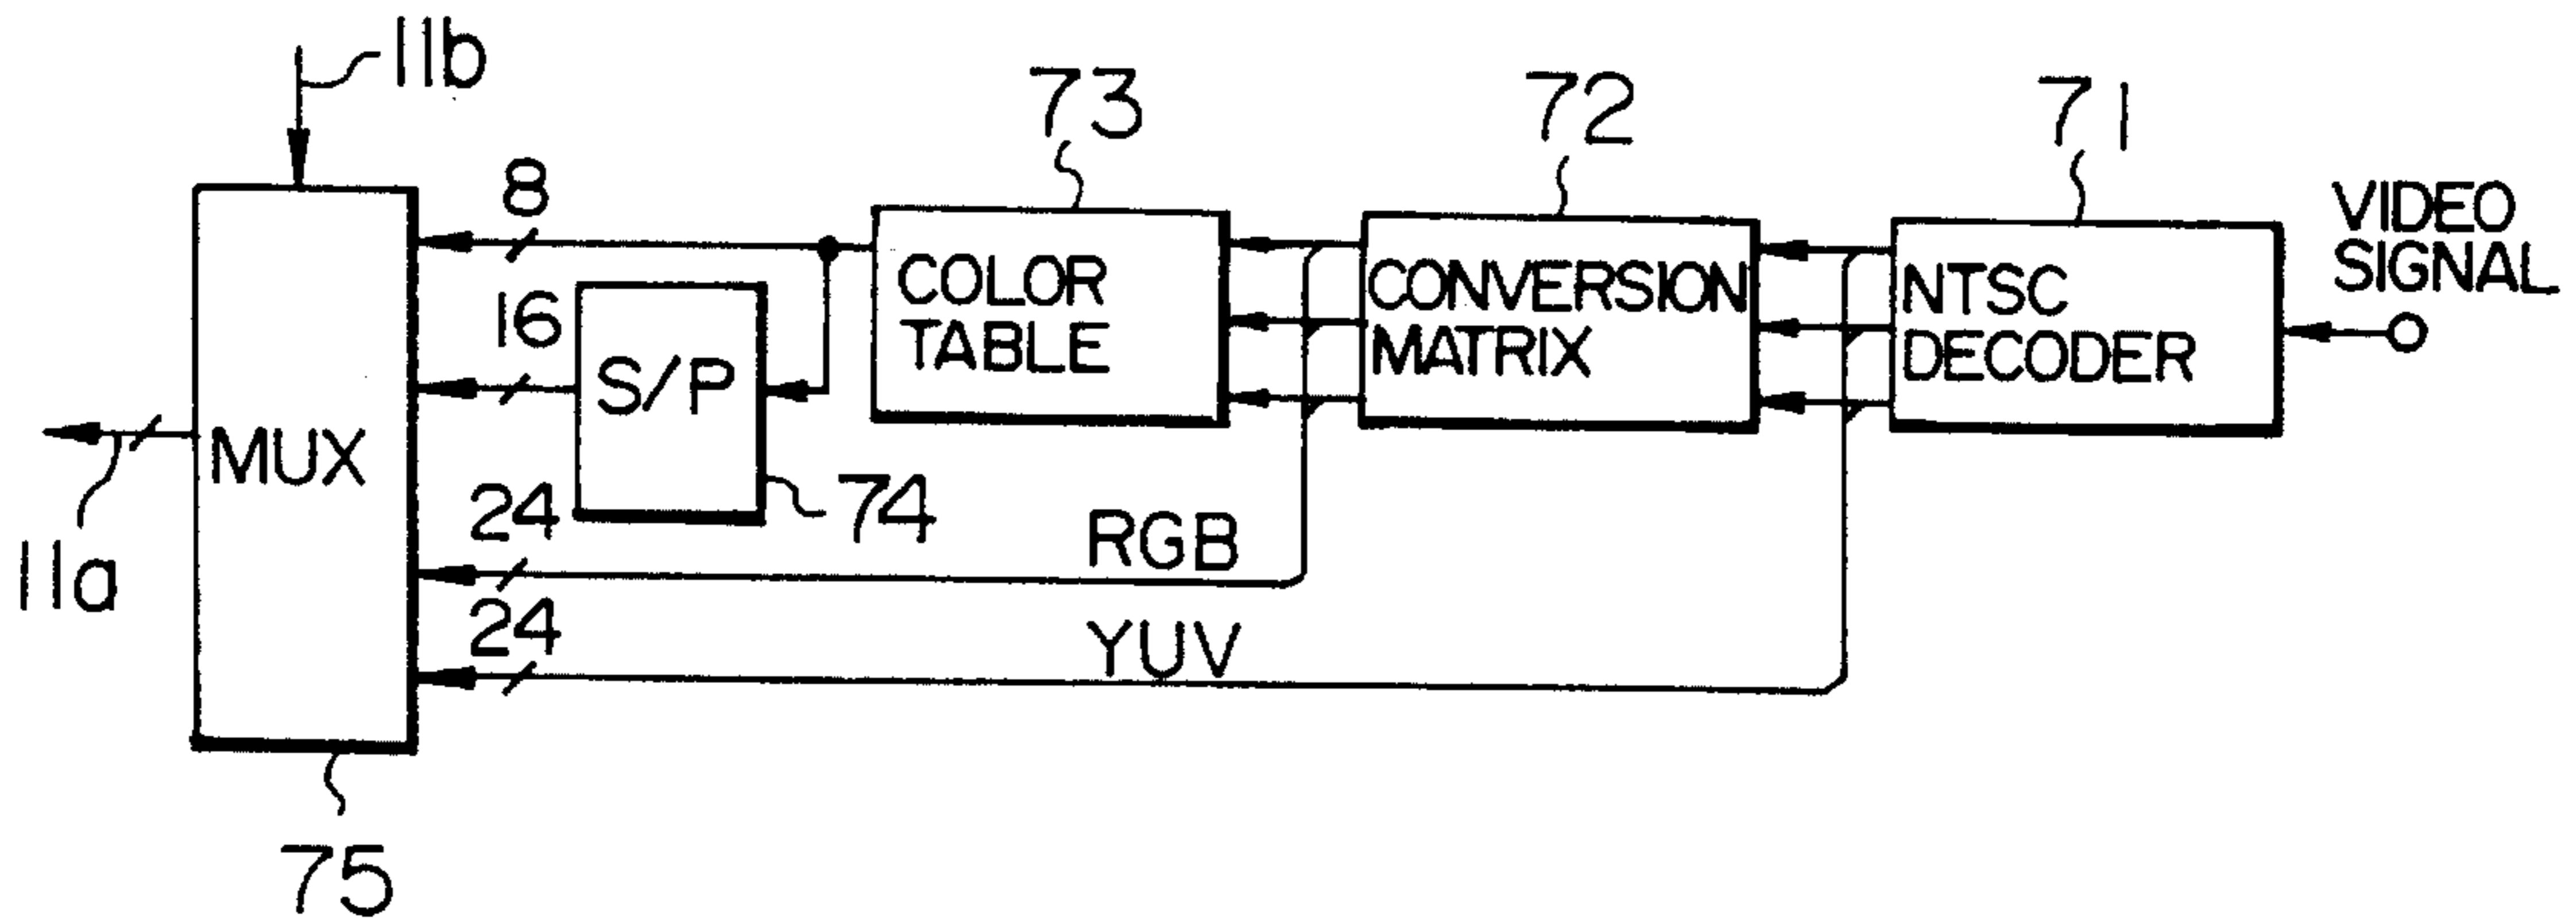 11b
73
72
71
8
VIDEO
SIGNAL
COLOR
TABLE
CONVERSION
MATRIX
NTSC
DECODER
16
S/P
MUX
74
24
RGB
11a
24
YUV
75